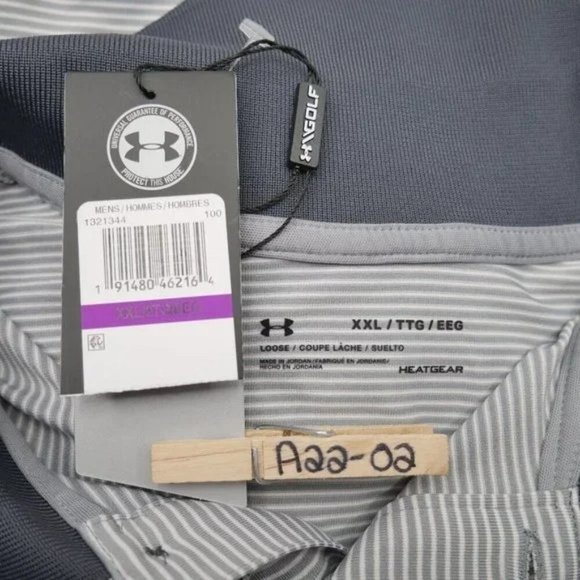 UNIVERSAL GUARANTEE OF PERFORMANCE
PROTECT THIS HOUSE
MENS/HOMMES/HOMBRES
1321344 100
1 91480 46216 4
GOLF
XXL / TTG / EEG
LOOSE / COUPE LÂCHE / SUELTO
MADE IN JORDAN/FABRIQUÉ EN JORDANIE/
HECHO EN JORDANIA
HEATGEAR
A22-02